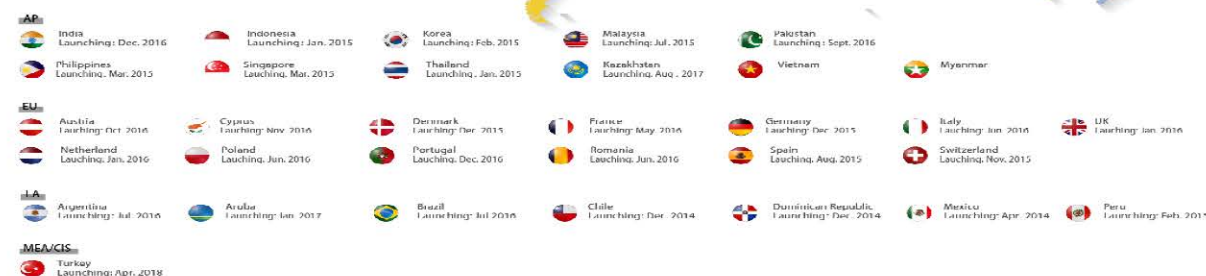 AP
India
Launching: Dec. 2016
Indonesia
Launching: Jan. 2015
Korea
Launching: Feb. 2015
Malaysia
Launching: Jul. 2015
Pakistan
Launching: Sept. 2016
Philippines
Launching. Mar. 2015
Singapore
Lauching. Mar. 2015
Thailand
Launching. Jan. 2015
Kazakhstan
Launching. Aug. 2017
Vietnam
Myanmar
EU
Austria
Lauching: Oct. 2016
Cyprus
Lauching: Nov. 2016
Denmark
Lauching: Dec. 2015
France
Lauching: May. 2016
Germany
Lauching: Dec. 2015
Italy
Lauching: Jun. 2016
UK
Lauching: Jan. 2016
Netherland
Lauching. Jan. 2016
Poland
Lauching. Jun. 2016
Portugal
Lauching. Dec. 2016
Romania
Lauching. Jun. 2016
Spain
Lauching. Aug. 2015
Switzerland
Lauching. Nov. 2015
LA
Argentina
Launching: Jul. 2016
Aruba
Launching: Jan. 2017
Brazil
Launching: Jul 2016
Chile
Launching: Dec. 2014
Dominican Republic
Launching: Dec. 2014
Mexico
Launching: Apr. 2014
Peru
Launching: Feb.
MEA/CIS
Turkey
Launching: Apr. 2018